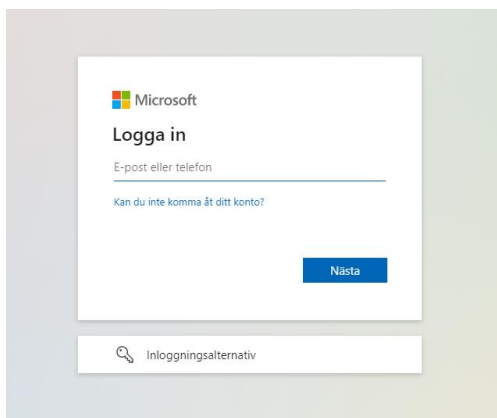 Microsoft
Logga in
E-post eller telefon
Kan du inte komma åt ditt konto?
Nästa
Inloggningsalternativ